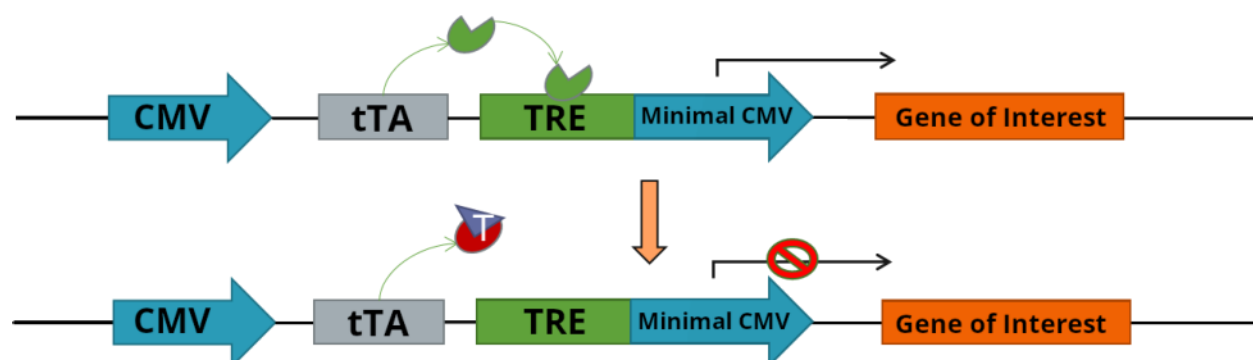 CMV
tTA
TRE
Minimal CMV
Gene of Interest
T
CMV
tTA
TRE
Minimal CMV
Gene of Interest